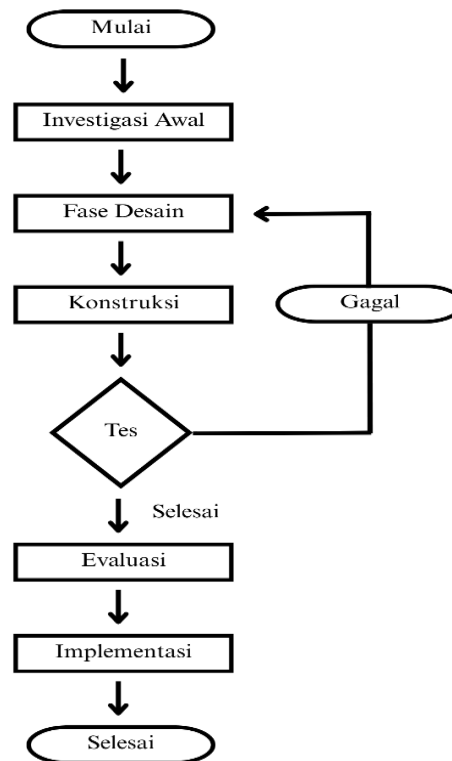 Mulai
Investigasi Awal
Fase Desain
Konstruksi
Gagal
Tes
Selesai
Evaluasi
Implementasi
Selesai